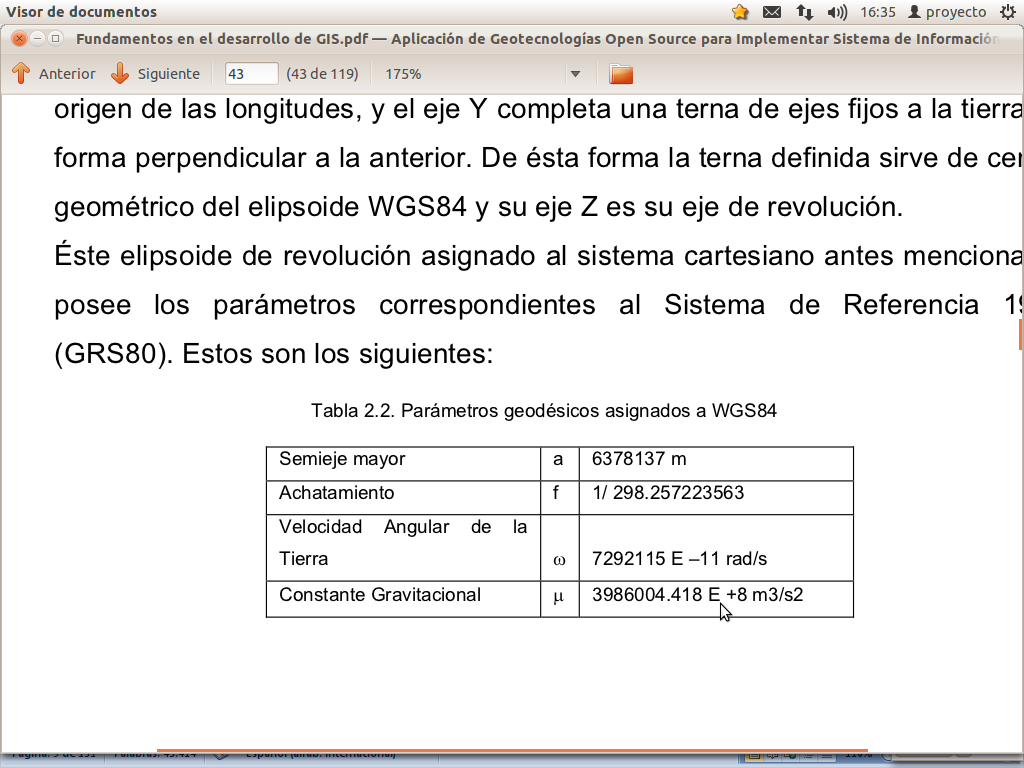 Visor de documentos 16:35 proyecto
Fundamentos en el desarrollo de GIS.pdf — Aplicación de Geotecnologías Open Source para Implementar Sistema de Información
Anterior Siguiente 43 (43 de 119) 175%
origen de las longitudes, y el eje Y completa una terna de ejes fijos a la tierra
forma perpendicular a la anterior. De ésta forma la terna definida sirve de
geométrico del elipsoide WGS84 y su eje Z es su eje de revolución.
Éste elipsoide de revolución asignado al sistema cartesiano antes menciona
posee los parámetros correspondientes al Sistema de Referencia 19
(GRS80). Estos son los siguientes:
Tabla 2.2. Parámetros geodésicos asignados a WGS84
Semieje mayor a 6378137 m
Achatamiento f 1/ 298.257223563
Velocidad Angular de la
Tierra ω 7292115 E –11 rad/s
Constante Gravitacional μ 3986004.418 E +8 m3/s2